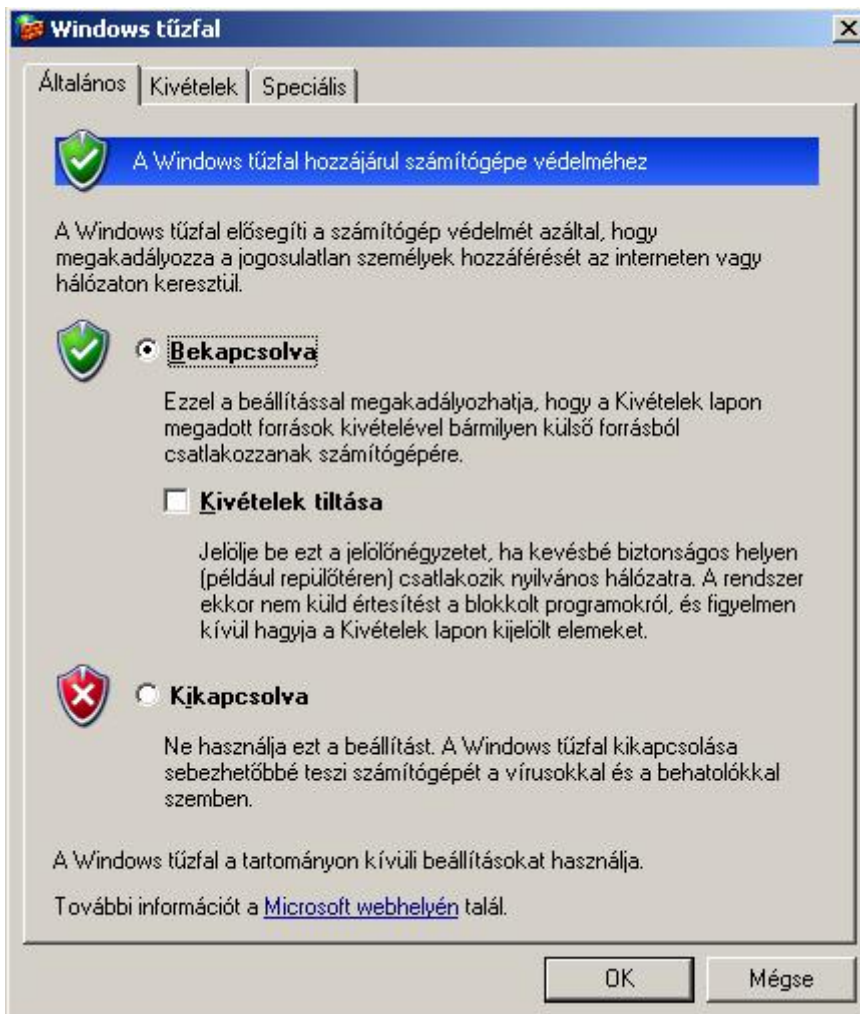 Windows tűzfal
Általános
Kivételek
Speciális
A Windows tűzfal hozzájárul számítógépe védelméhez
A Windows tűzfal elősegíti a számítógép védelmét azáltal, hogy
megakadályozza a jogosulatlan személyek hozzáférését az interneten vagy
hálózaton keresztül.
Bekapcsolva
Ezzel a beállítással megakadályozhatja, hogy a Kivételek lapon
megadott források kivételével bármilyen külső forrásból
csatlakozzanak számítógépére.
Kivételek tiltása
Jelölje be ezt a jelölőnégyzetet, ha kevésbé biztonságos helyen
(például repülőtéren) csatlakozik nyilvános hálózatra. A rendszer
ekkor nem küld értesítést a blokkolt programokról, és figyelmen
kívül hagyja a Kivételek lapon kijelölt elemeket.
Kikapcsolva
Ne használja ezt a beállítást. A Windows tűzfal kikapcsolása
sebezhetőbbé teszi számítógépét a vírusokkal és a behatolókkal
szemben.
A Windows tűzfal a tartományon kívüli beállításokat használja.
További információt a Microsoft webhelyén talál.
OK
Mégse